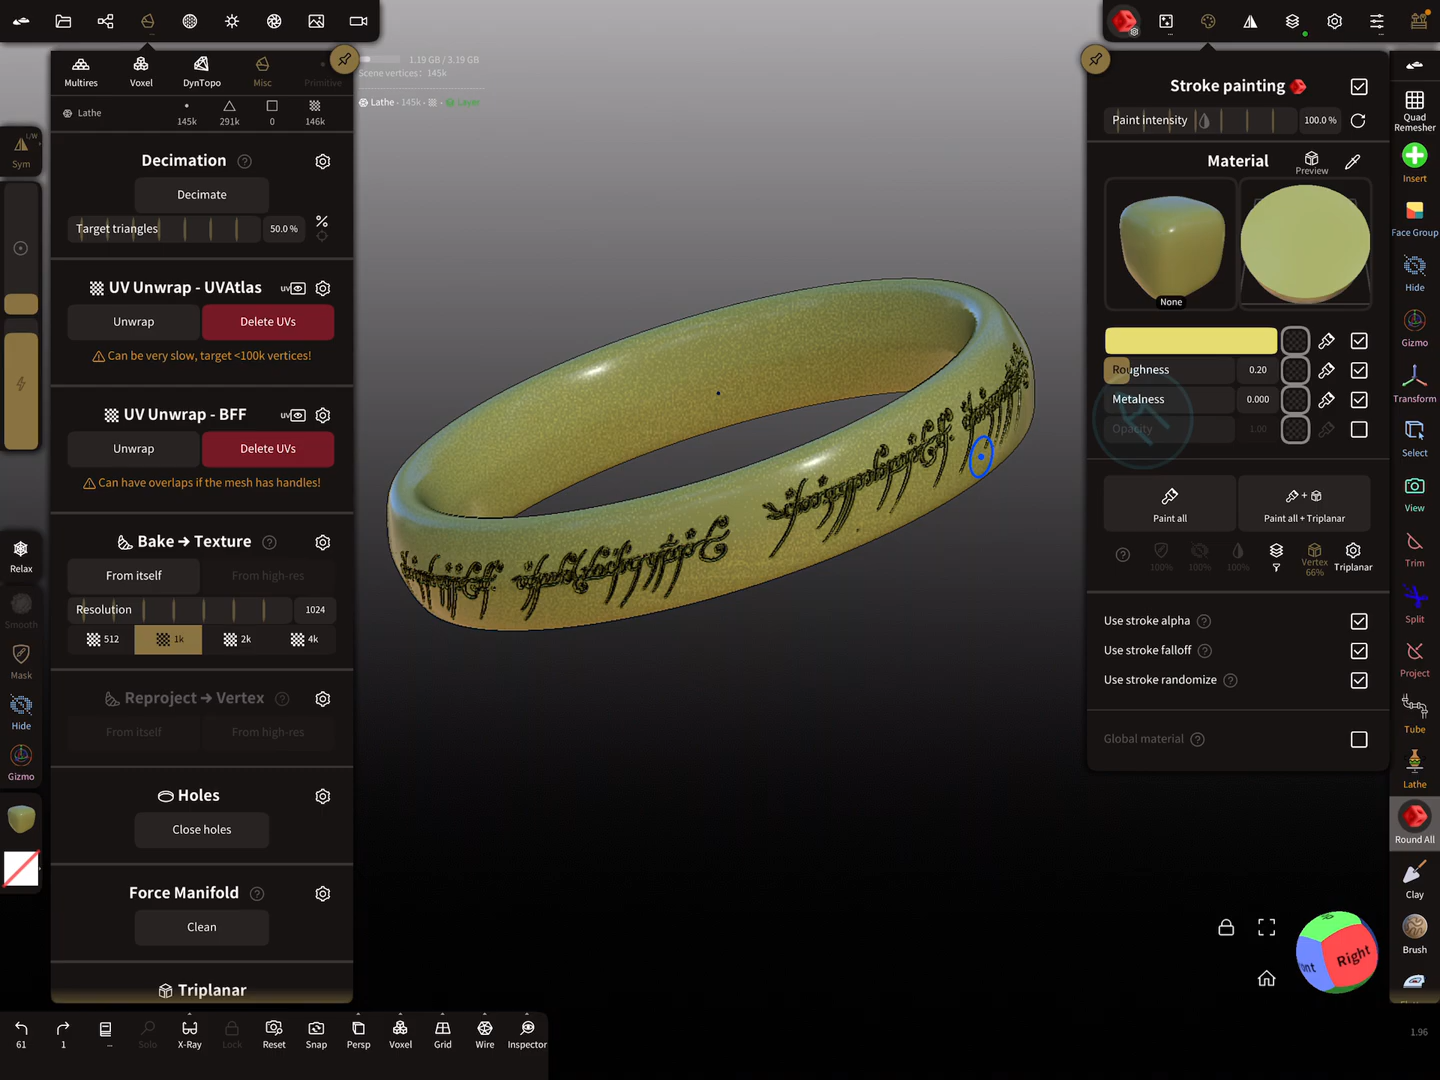 1.19 GB / 3.19 GB
Scene vertices: 145k
Lathe · 145k · Layer
Multires
Voxel
DynTopo
Misc
Primitive
Lathe
145k
291k
0
146k
Decimation
Decimate
Target triangles
50.0 %
%
UV Unwrap - UVAtlas
uv
Unwrap
Delete UVs
Can be very slow, target <100k vertices!
UV Unwrap - BFF
uv
Unwrap
Delete UVs
Can have overlaps if the mesh has handles!
Bake → Texture
From itself
From high-res
Resolution
1024
512
1k
2k
4k
Reproject → Vertex
From itself
From high-res
Holes
Close holes
Force Manifold
Clean
Triplanar
L/W
Sym
Relax
Smooth
Mask
Hide
Gizmo
61
1
...
Solo
X-Ray
Lock
Reset
Snap
Persp
Voxel
Grid
Wire
Inspector
Stroke painting
Paint intensity
100.0 %
Material
Preview
None
Roughness
0.20
Metalness
0.000
Opacity
1.00
Paint all
Paint all + Triplanar
100%
100%
100%
Vertex
66%
Triplanar
Use stroke alpha
Use stroke falloff
Use stroke randomize
Global material
Quad
Remesher
Insert
Face Group
Hide
Gizmo
Transform
Select
View
Trim
Split
Project
Tube
Lathe
Round All
Clay
Brush
Right
1.96